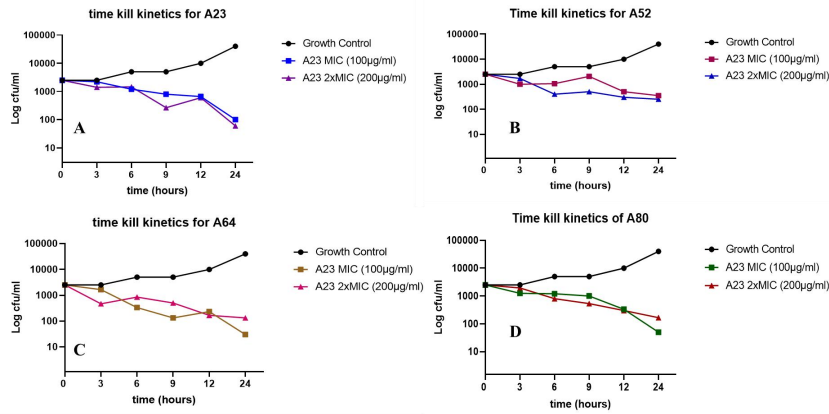 time kill kinetics for A23
100000
10000
1000
100
10
Log cfu/ml
0 3 6 9 12 24
time (hours)
A
Growth Control
A23 MIC (100µg/ml)
A23 2xMIC (200µg/ml)
Time kill kinetics for A52
100000
10000
1000
100
10
log cfu/ml
0 3 6 9 12 24
time (hours)
B
Growth Control
A23 MIC (100µg/ml)
A23 2xMIC (200µg/ml)
time kill kinetics for A64
100000
10000
1000
100
10
Log cfu/ml
0 3 6 9 12 24
time (hours)
C
Growth Control
A23 MIC (100µg/ml)
A23 2xMIC (200µg/ml)
Time kill kinetics of A80
100000
10000
1000
100
10
Log cfu/ml
0 3 6 9 12 24
time (hours)
D
Growth Control
A23 MIC (100µg/ml)
A23 2xMIC (200µg/ml)